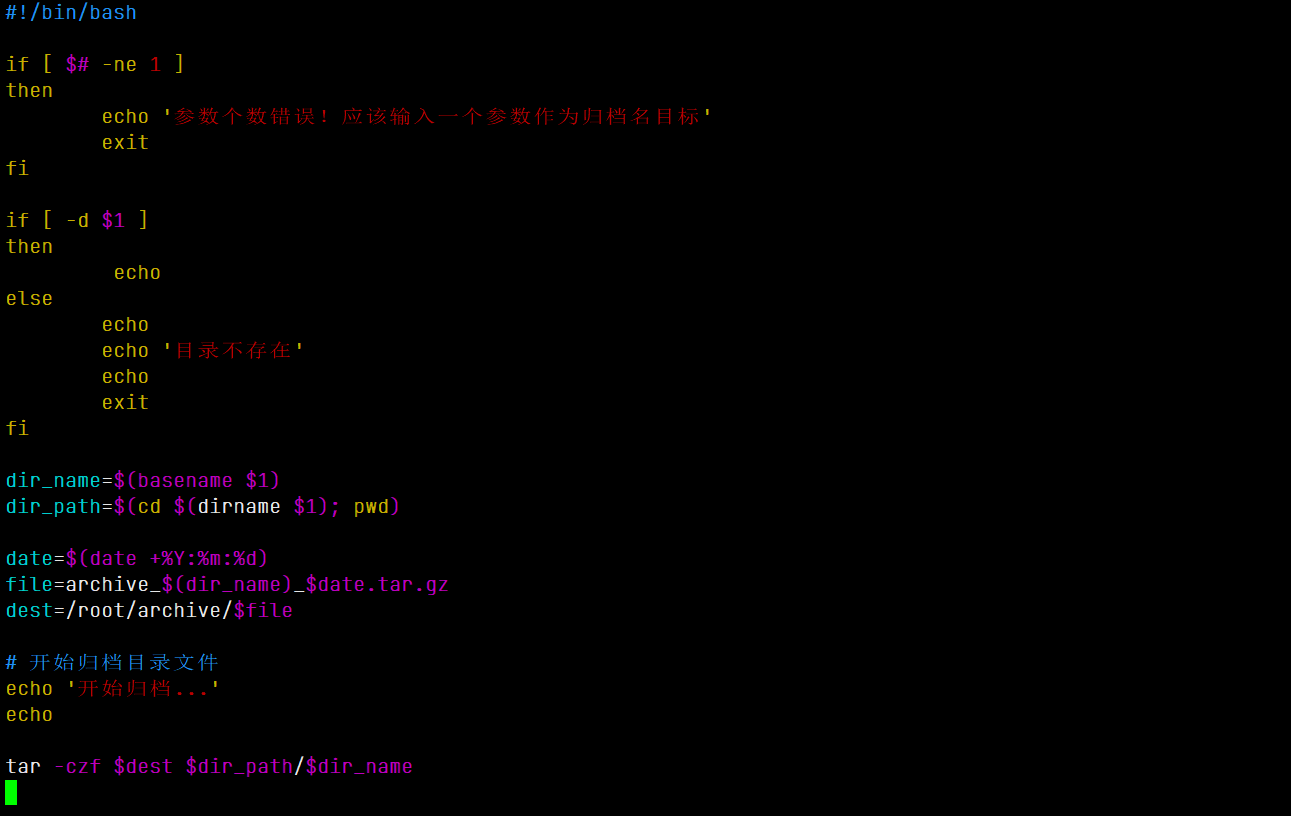 #!/bin/bash
if [ $# -ne 1 ]
then
echo '参数个数错误! 应该输入一个参数作为归档名目标'
exit
fi
if [ -d $1 ]
then
echo
else
echo
echo '目录不存在'
echo
exit
fi
dir_name=$(basename $1)
dir_path=$(cd $(dirname $1); pwd)
date=$(date +%Y:%m:%d)
file=archive_$(dir_name)_$date.tar.gz
dest=/root/archive/$file
# 开始归档目录文件
echo '开始归档...'
echo
tar -czf $dest $dir_path/$dir_name